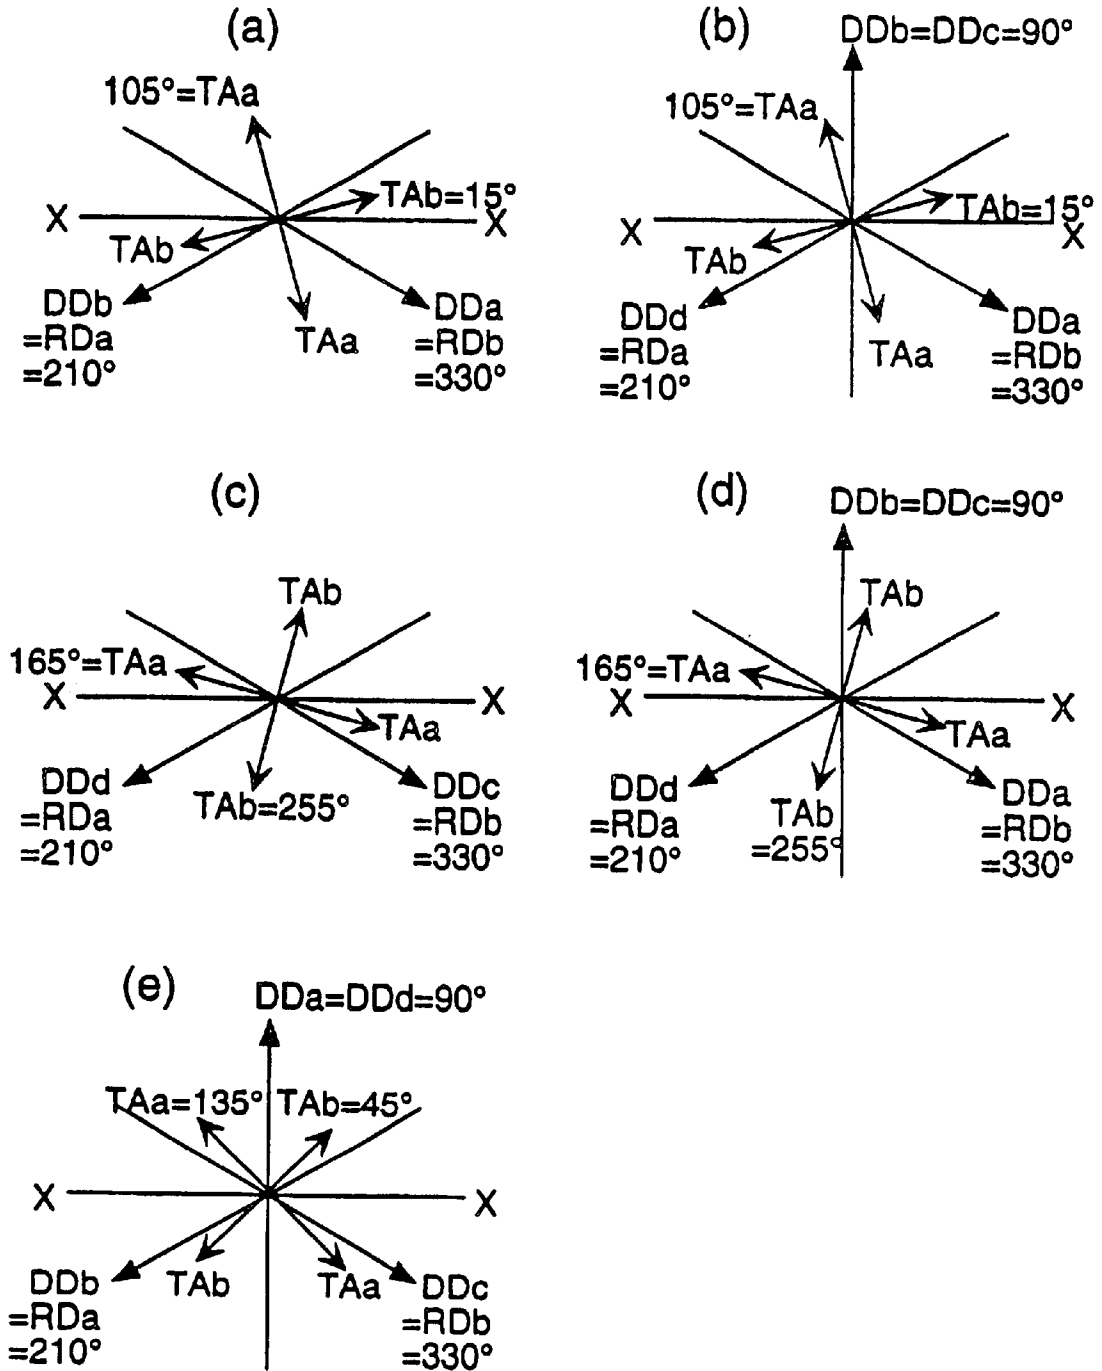 (a)
105°=TAa
TAb=15°
X
X
TAb
DDb
=RDa
=210°
TAa
DDa
=RDb
=330°
(b)
DDb=DDc=90°
105°=TAa
TAb=15°
X
X
TAb
DDd
=RDa
=210°
TAa
DDa
=RDb
=330°
(c)
TAb
165°=TAa
X
X
TAa
DDd
=RDa
=210°
TAb=255°
DDc
=RDb
=330°
(d)
DDb=DDc=90°
TAb
165°=TAa
X
X
TAa
DDd
=RDa
=210°
TAb
=255°
DDa
=RDb
=330°
(e)
DDa=DDd=90°
TAa=135°
TAb=45°
X
X
DDb
=RDa
=210°
TAb
TAa
DDc
=RDb
=330°